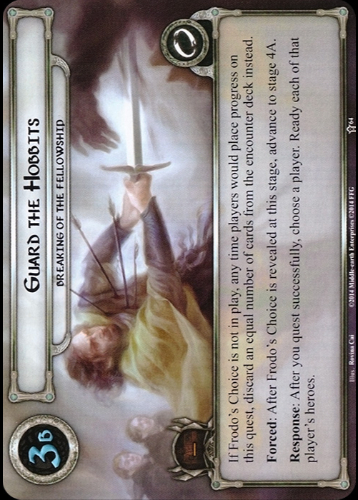 3B
GUARD THE HOBBITS
BREAKING OF THE FELLOWSHIP
If Frodo's Choice is not in play, any time players would place progress on
this quest, discard an equal number of cards from the encounter deck instead.
Forced: After Frodo's Choice is revealed at this stage, advance to stage 4A.
Response: After you quest successfully, choose a player. Ready each of that
player's heroes.
Illus. Rovina Cai
©2014 Middle-earth Enterprises ©2014 FFG
64